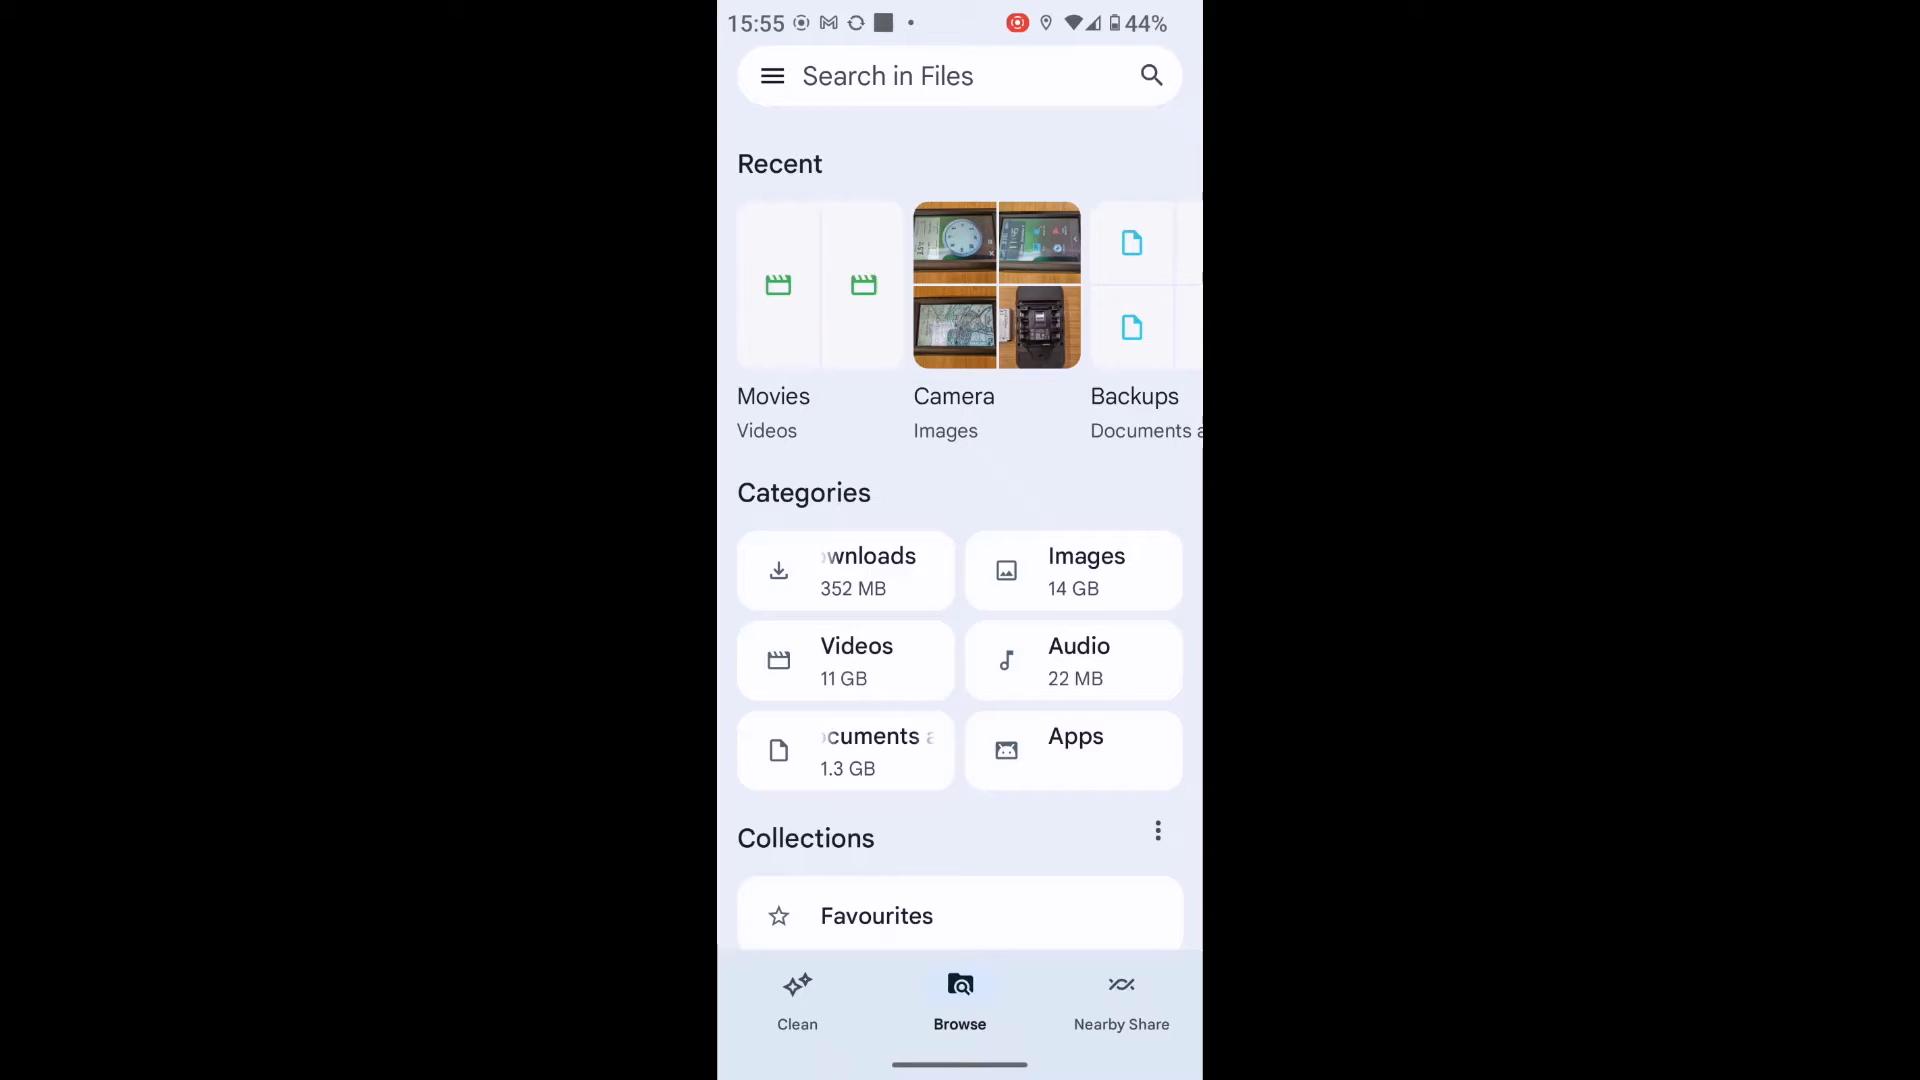 15:55 44%
Search in Files
Recent
Movies Camera Backups
Videos Images Documents a
Categories
wnloads Images
352 MB 14 GB
Videos Audio
11 GB 22 MB
cuments a Apps
1.3 GB
Collections
Favourites
Clean Browse Nearby Share